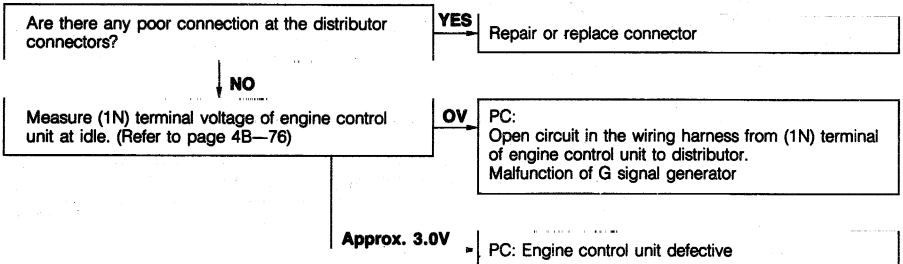 Are there any poor connection at the distributor
connectors?
YES
Repair or replace connector
NO
Measure (1N) terminal voltage of engine control
unit at idle. (Refer to page 4B—76)
OV
PC:
Open circuit in the wiring harness from (1N) terminal
of engine control unit to distributor.
Malfunction of G signal generator
Approx. 3.0V
PC: Engine control unit defective